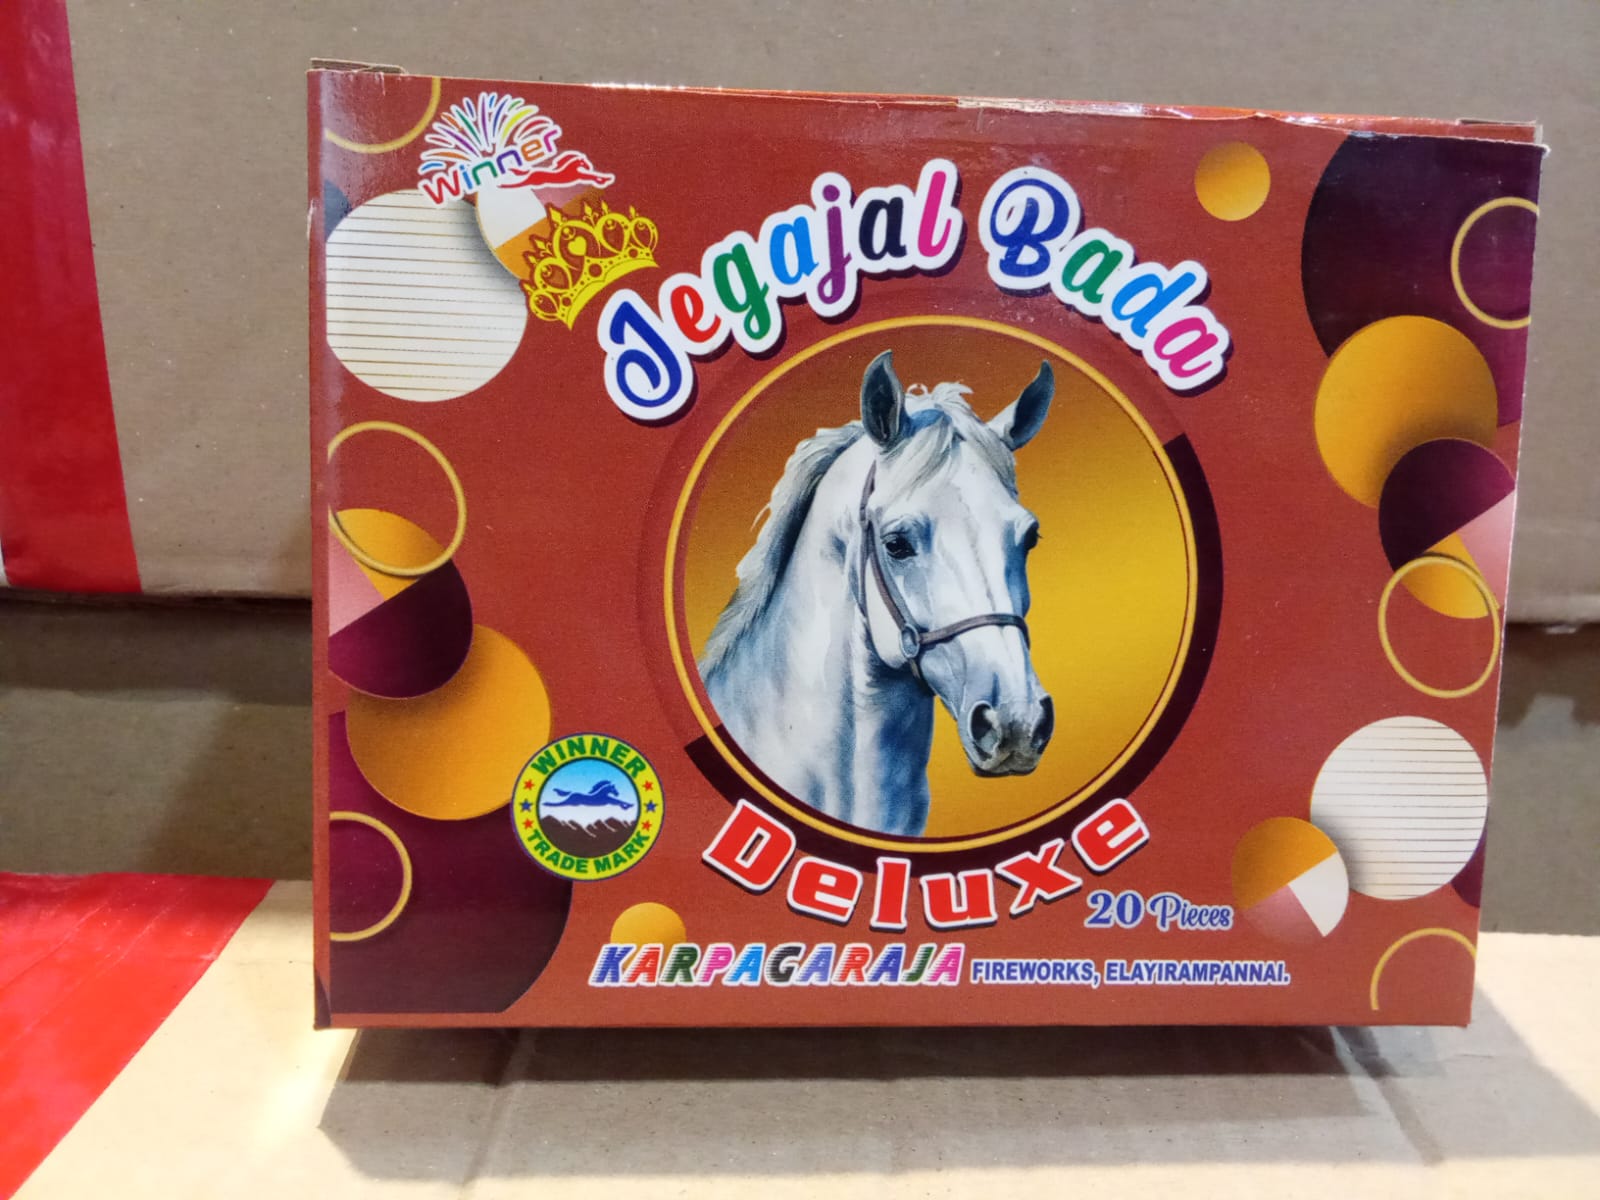 Winner
Jegajal Bada
WINNER
TRADE MARK
Deluxe
20 Pieces
KARPAGARAJA FIREWORKS, ELAYIRAMPANNAI.